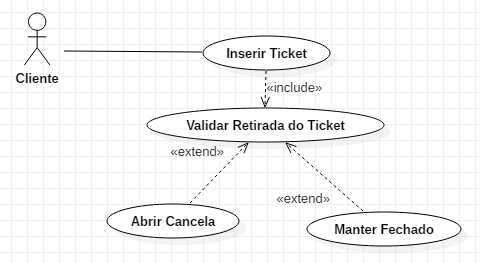 Inserir Ticket
Cliente
«include»
Validar Retirada do Ticket
«extend»
«extend»
Abrir Cancela
Manter Fechado